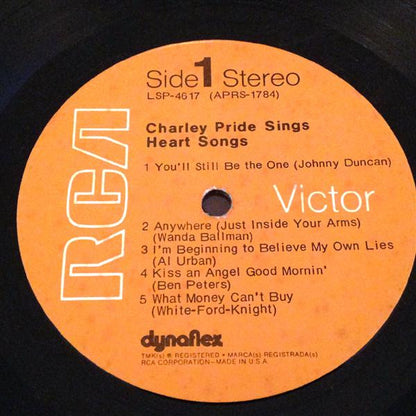 Side 1 Stereo
LSP-4617 (APRS-1784)
RCA
Charley Pride Sings
Heart Songs
1 You'll Still Be the One (Johnny Duncan)
Victor
2 Anywhere (Just Inside Your Arms)
(Wanda Ballman)
3 I'm Beginning to Believe My Own Lies
(Al Urban)
4 Kiss an Angel Good Mornin'
(Ben Peters)
5 What Money Can't Buy
(White-Ford-Knight)
dynaflex
TMK(s) ® REGISTERED • MARCA(s) REGISTRADA(s)
RCA CORPORATION–MADE IN U.S.A.